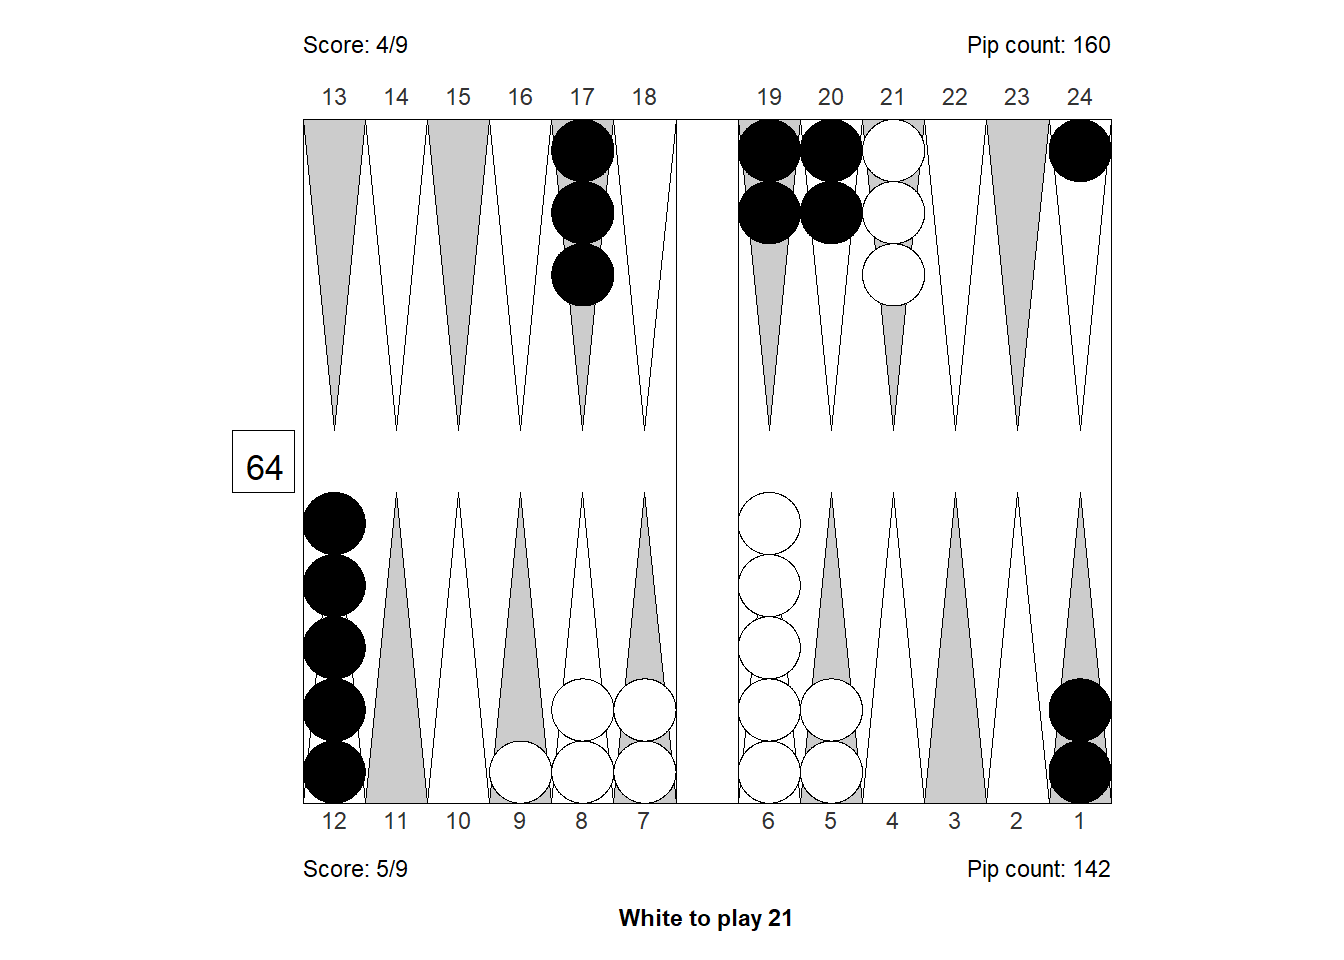 Score: 4/9 Pip count: 160
13 14 15 16 17 18 19 20 21 22 23 24
64
12 11 10 9 8 7 6 5 4 3 2 1
Score: 5/9 Pip count: 142
White to play 21